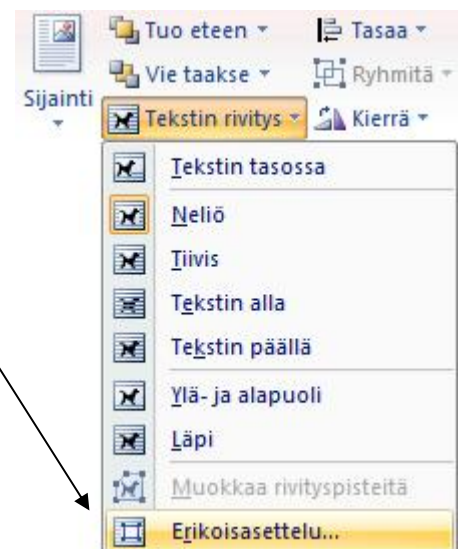 Tuo eteen
Tasaa
Vie taakse
Ryhmitä
Sijainti
Tekstin rivitys
Kierrä
Tekstin tasossa
Neliö
Tiivis
Tekstin alla
Tekstin päällä
Ylä- ja alapuoli
Läpi
Muokkaa rivityspisteitä
Erikoisasettelu...